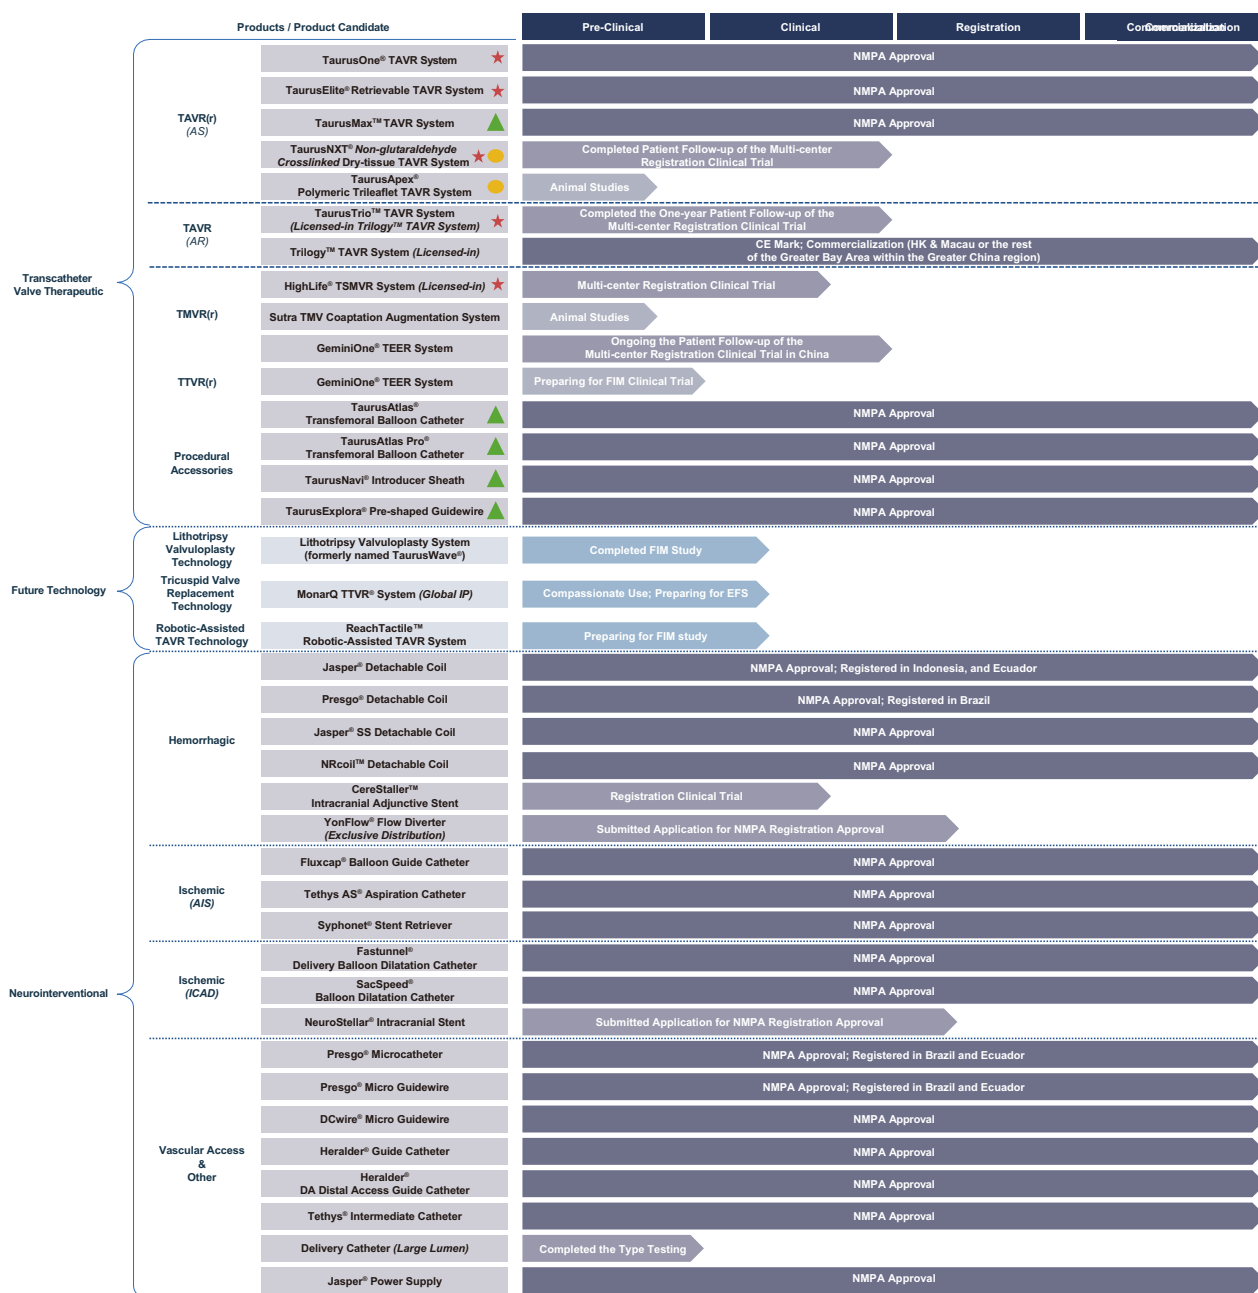 Products / Product Candidate
Pre-Clinical
Clinical
Registration
Commercialization
Transcatheter
Valve Therapeutic
TAVR(r)
(AS)
TaurusOne® TAVR System
NMPA Approval
TaurusElite® Retrievable TAVR System
NMPA Approval
TaurusMax™ TAVR System
NMPA Approval
TaurusNXT® Non-glutaraldehyde
Crosslinked Dry-tissue TAVR System
Completed Patient Follow-up of the Multi-center
Registration Clinical Trial
TaurusApex®
Polymeric Trileaflet TAVR System
Animal Studies
TAVR
(AR)
TaurusTrio™ TAVR System
(Licensed-in Trilogy™ TAVR System)
Completed the One-year Patient Follow-up of the
Multi-center Registration Clinical Trial
Trilogy™ TAVR System (Licensed-in)
CE Mark; Commercialization (HK & Macau or the rest
of the Greater Bay Area within the Greater China region)
TMVR(r)
HighLife® TSMVR System (Licensed-in)
Multi-center Registration Clinical Trial
Sutra TMV Coaptation Augmentation System
Animal Studies
GeminiOne® TEER System
Ongoing the Patient Follow-up of the
Multi-center Registration Clinical Trial in China
TTVR(r)
GeminiOne® TEER System
Preparing for FIM Clinical Trial
Procedural
Accessories
TaurusAtlas®
Transfemoral Balloon Catheter
NMPA Approval
TaurusAtlas Pro®
Transfemoral Balloon Catheter
NMPA Approval
TaurusNavi® Introducer Sheath
NMPA Approval
TaurusExplora® Pre-shaped Guidewire
NMPA Approval
Future Technology
Lithotripsy
Valvuloplasty
Technology
Lithotripsy Valvuloplasty System
(formerly named TaurusWave®)
Completed FIM Study
Tricuspid Valve
Replacement
Technology
MonarQ TTVR® System (Global IP)
Compassionate Use; Preparing for EFS
Robotic-Assisted
TAVR Technology
ReachTactile™
Robotic-Assisted TAVR System
Preparing for FIM study
Neurointerventional
Hemorrhagic
Jasper® Detachable Coil
NMPA Approval; Registered in Indonesia, and Ecuador
Presgo® Detachable Coil
NMPA Approval; Registered in Brazil
Jasper® SS Detachable Coil
NMPA Approval
NRcoil™ Detachable Coil
NMPA Approval
CereStaller™
Intracranial Adjunctive Stent
Registration Clinical Trial
YonFlow® Flow Diverter
(Exclusive Distribution)
Submitted Application for NMPA Registration Approval
Ischemic
(AIS)
Fluxcap® Balloon Guide Catheter
NMPA Approval
Tethys AS® Aspiration Catheter
NMPA Approval
Syphonet® Stent Retriever
NMPA Approval
Ischemic
(ICAD)
Fastunnel®
Delivery Balloon Dilatation Catheter
NMPA Approval
SacSpeed®
Balloon Dilatation Catheter
NMPA Approval
NeuroStellar® Intracranial Stent
Submitted Application for NMPA Registration Approval
Vascular Access
&
Other
Presgo® Microcatheter
NMPA Approval; Registered in Brazil and Ecuador
Presgo® Micro Guidewire
NMPA Approval; Registered in Brazil and Ecuador
DCwire® Micro Guidewire
NMPA Approval
Heralder® Guide Catheter
NMPA Approval
Heralder®
DA Distal Access Guide Catheter
NMPA Approval
Tethys® Intermediate Catheter
NMPA Approval
Delivery Catheter (Large Lumen)
Completed the Type Testing
Jasper® Power Supply
NMPA Approval